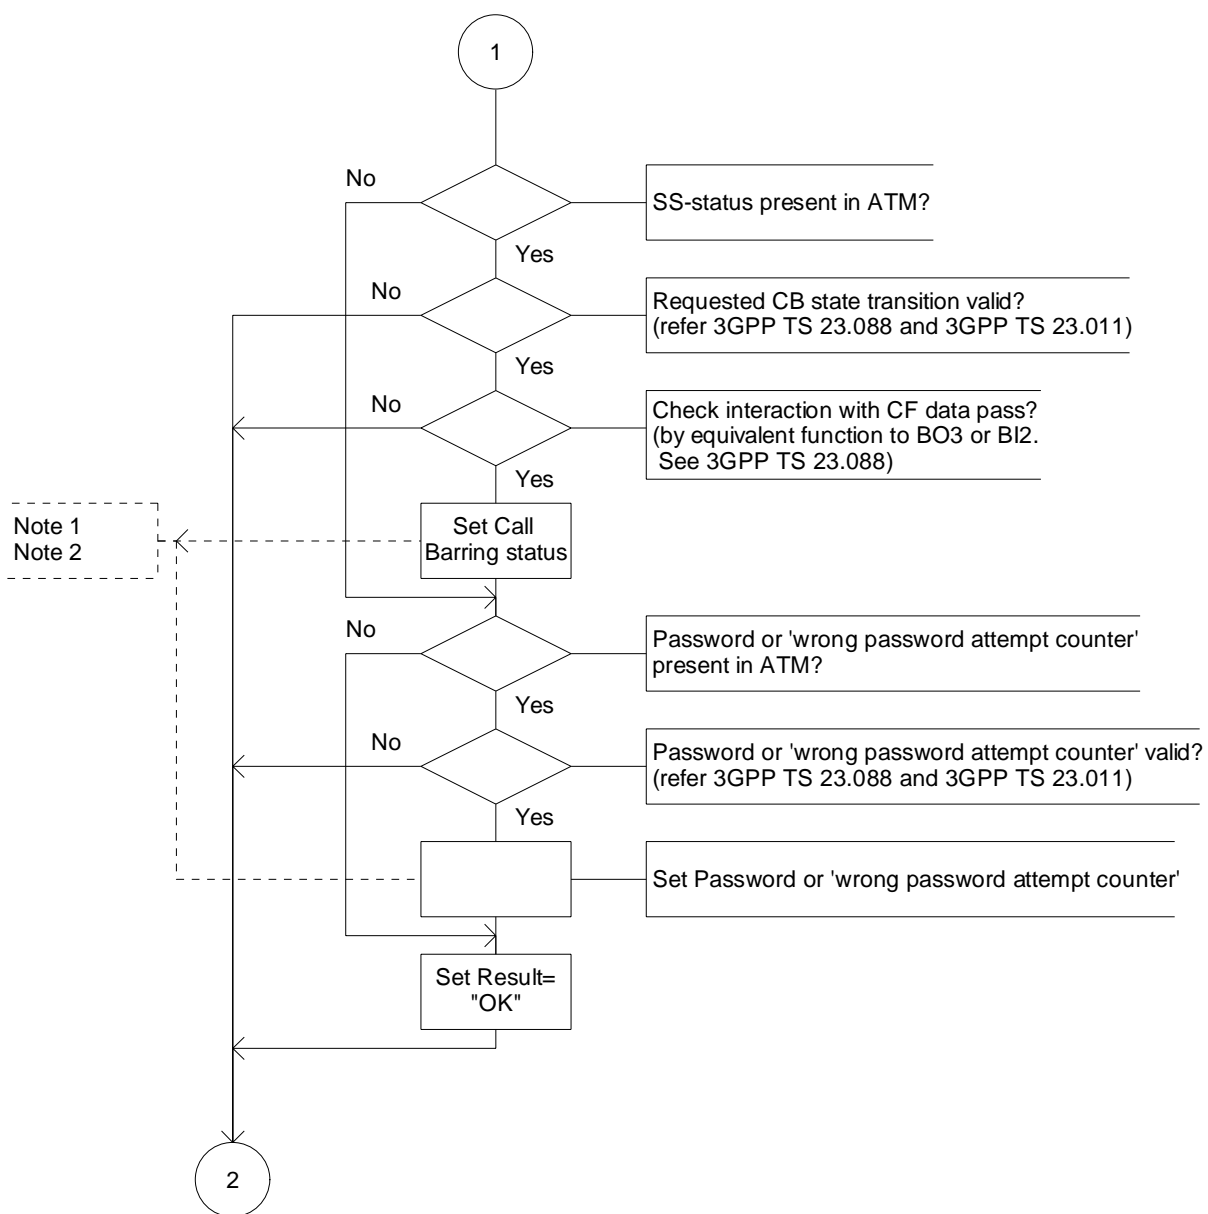 1
No
SS-status present in ATM?
Yes
No
Requested CB state transition valid?
(refer 3GPP TS 23.088 and 3GPP TS 23.011)
Yes
No
Check interaction with CF data pass?
(by equivalent function to BO3 or BI2.
See 3GPP TS 23.088)
Yes
Note 1
Note 2
Set Call
Barring status
No
Password or 'wrong password attempt counter'
present in ATM?
Yes
No
Password or 'wrong password attempt counter' valid?
(refer 3GPP TS 23.088 and 3GPP TS 23.011)
Yes
Set Password or 'wrong password attempt counter'
Set Result=
"OK"
2